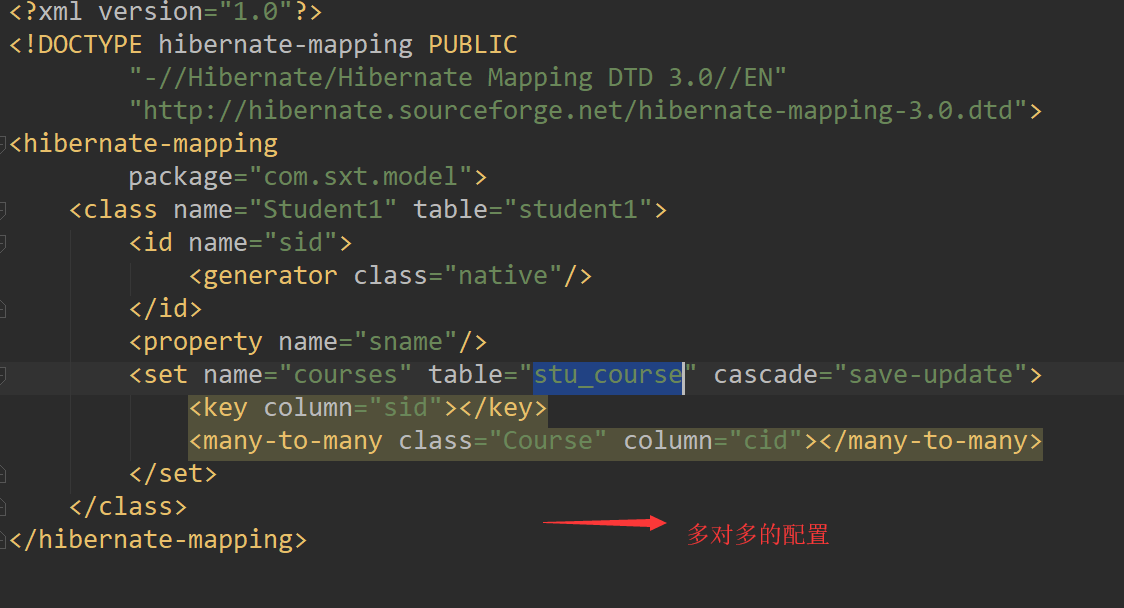 <?xml version="1.0"?>
<!DOCTYPE hibernate-mapping PUBLIC
        "-//Hibernate/Hibernate Mapping DTD 3.0//EN"
        "http://hibernate.sourceforge.net/hibernate-mapping-3.0.dtd">
<hibernate-mapping
        package="com.sxt.model">
    <class name="Student1" table="student1">
        <id name="sid">
            <generator class="native"/>
        </id>
        <property name="sname"/>
        <set name="courses" table="stu_course" cascade="save-update">
            <key column="sid"></key>
            <many-to-many class="Course" column="cid"></many-to-many>
        </set>
    </class>
多对多的配置
</hibernate-mapping>